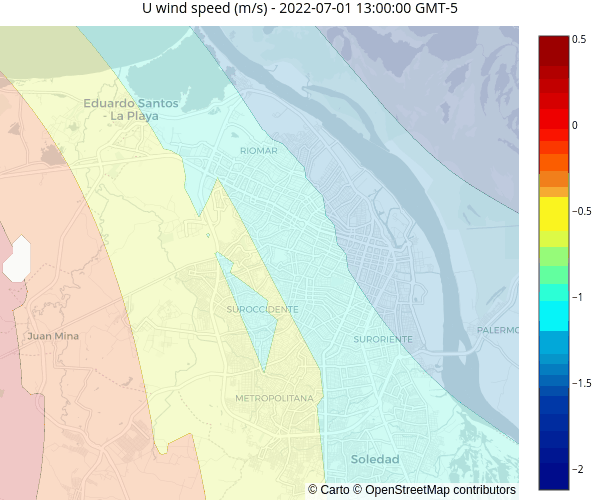 U wind speed (m/s) - 2022-07-01 13:00:00 GMT-5
Eduardo Santos
- La Playa
RIOMAR
SUROCCIDENTE
Juan Mina
SURORIENTE
PALERMO
METROPOLITANA
Soledad
© Carto © OpenStreetMap contributors
0.5
0
−0.5
−1
−1.5
−2